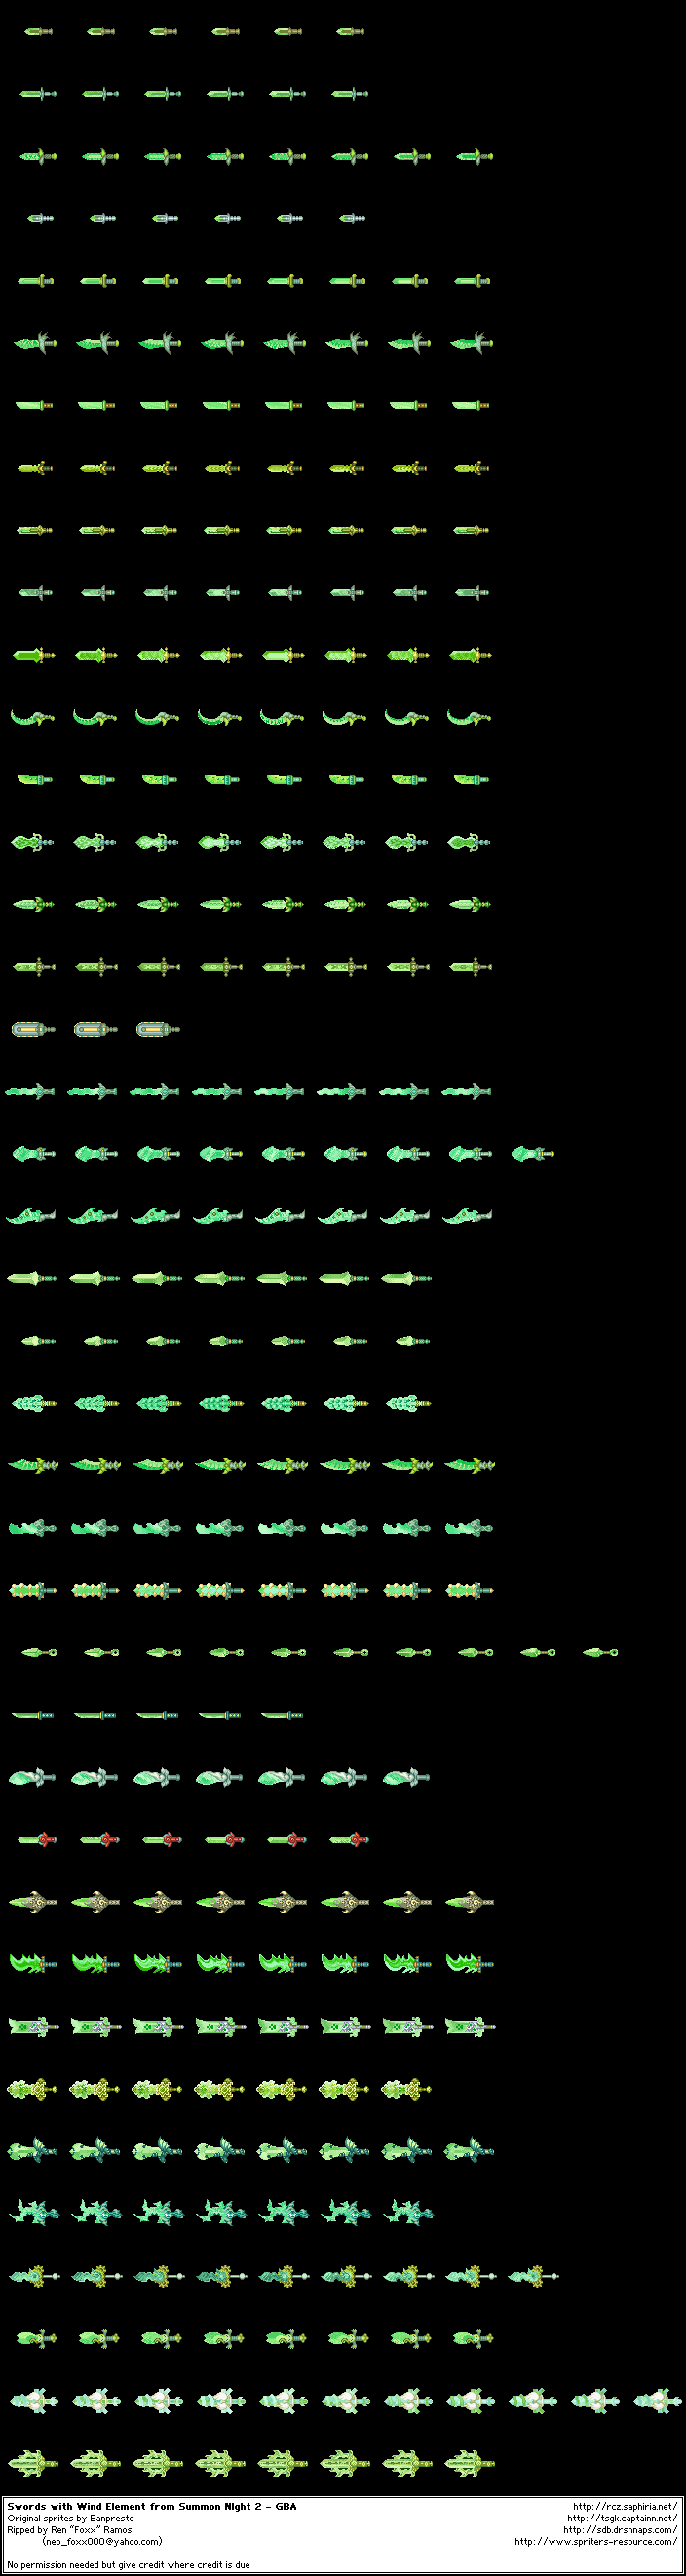 Swords with Wind Element from Summon Night 2 - GBA
http://rcz.saphiria.net/
Original sprites by Banpresto
http://tsgk.captainn.net/
Ripped by Ren "Foxx" Ramos
http://sdb.drshnaps.com/
(neo_foxx000@yahoo.com)
http://www.spriters-resource.com/
No permission needed but give credit where credit is due